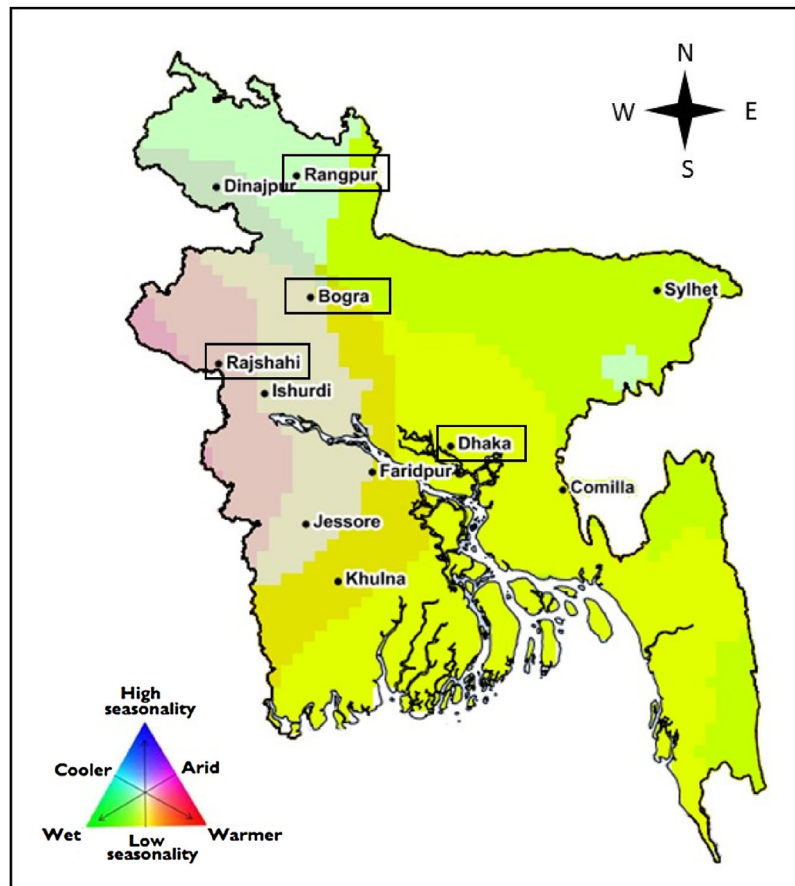 N
W E
S
Rangpur
Dinajpur
Bogra
Sylhet
Rajshahi
Ishurdi
Dhaka
Faridpur
Comilla
Jessore
Khulna
High
seasonality
Cooler Arid
Wet Low Warmer
seasonality